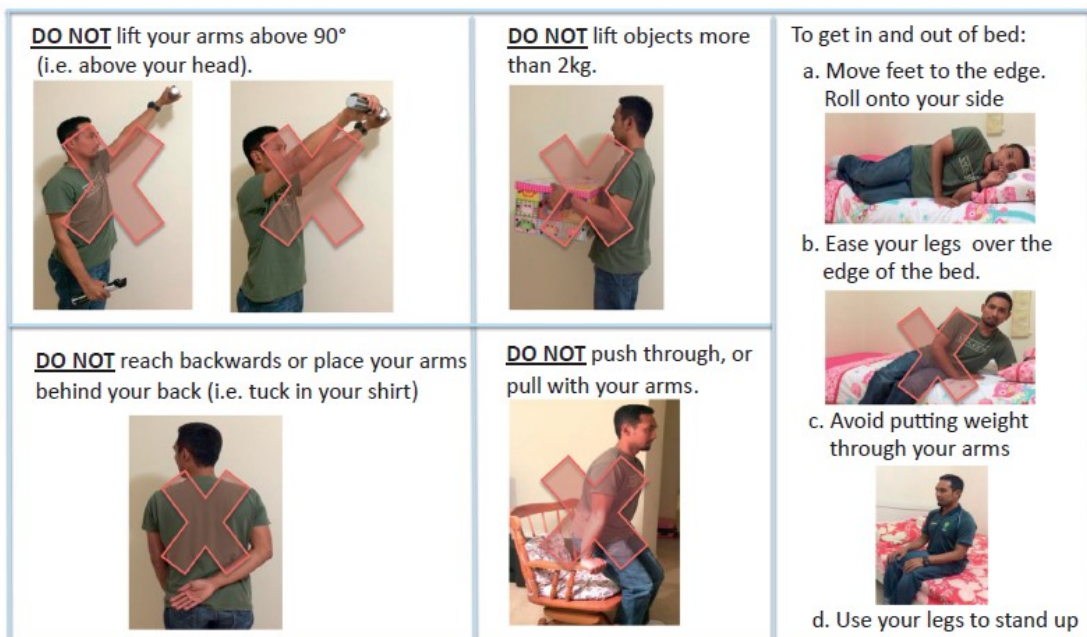 DO NOT lift your arms above 90°
(i.e. above your head).
DO NOT lift objects more
than 2kg.
DO NOT reach backwards or place your arms
behind your back (i.e. tuck in your shirt)
DO NOT push through, or
pull with your arms.
To get in and out of bed:
a. Move feet to the edge.
Roll onto your side
b. Ease your legs over the
edge of the bed.
c. Avoid putting weight
through your arms
d. Use your legs to stand up